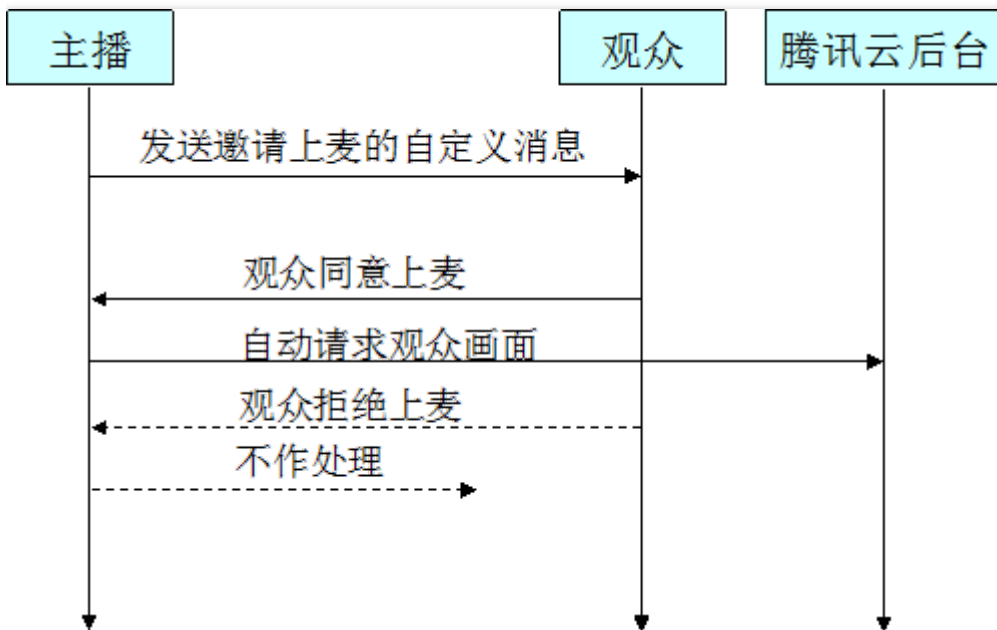 主播
观众
腾讯云后台
发送邀请上麦的自定义消息
观众同意上麦
自动请求观众画面
观众拒绝上麦
不作处理